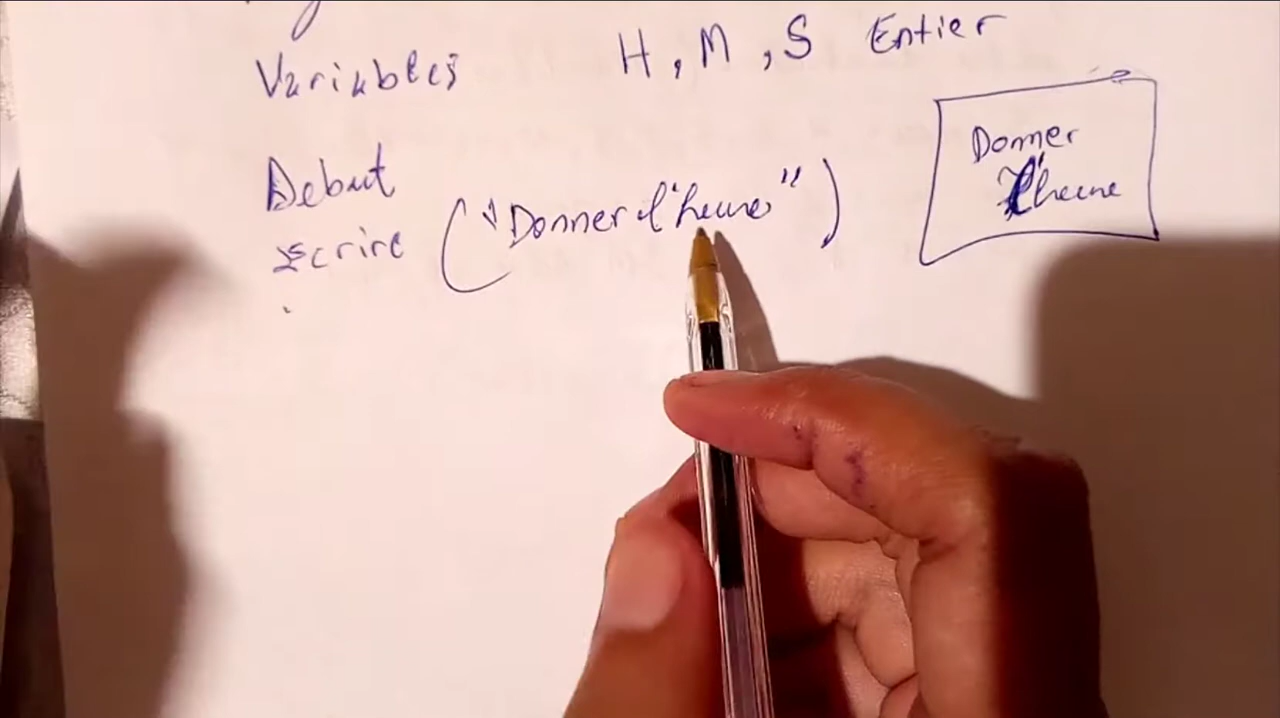 Variables H, M, S Entier
Debut
Ecrire ("Donner l'heure")
Donner
l'heure